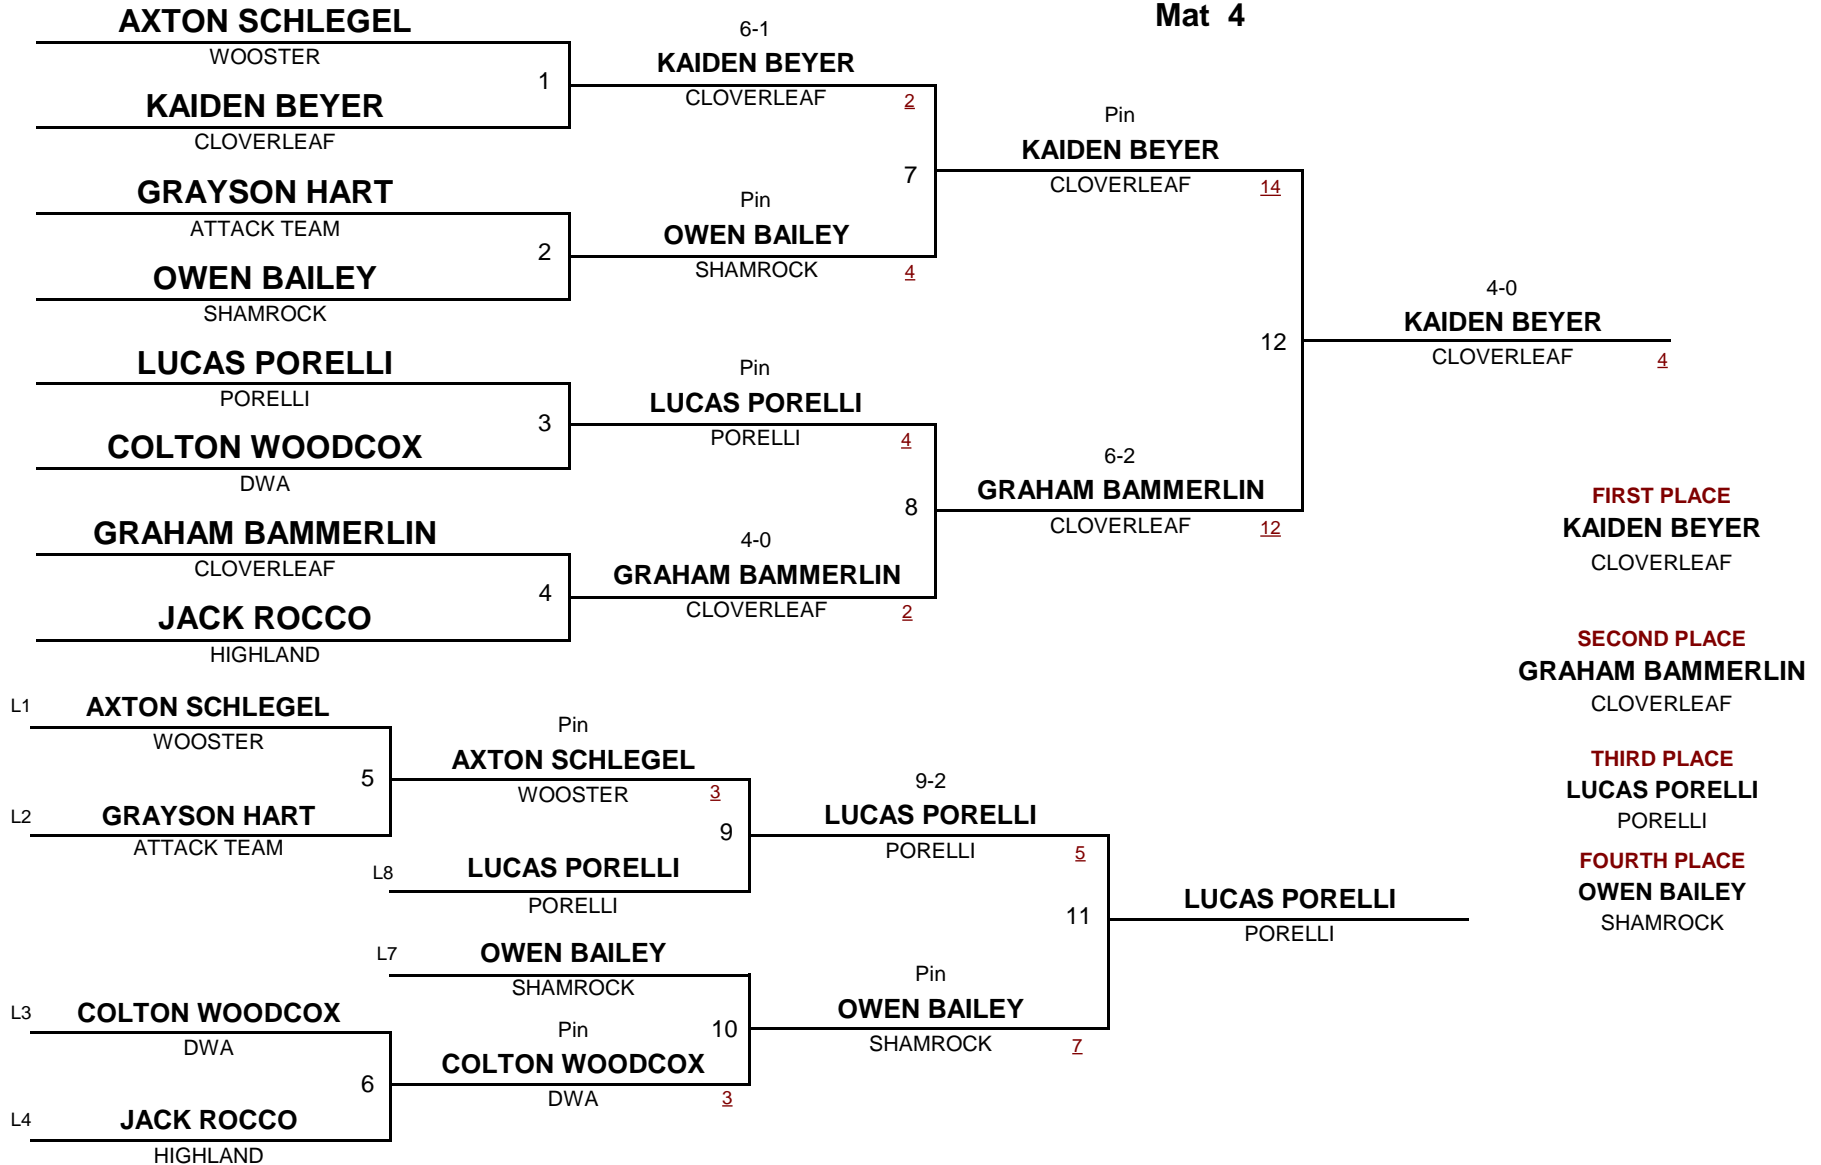 Mat 4
AXTON SCHLEGEL
WOOSTER
1
KAIDEN BEYER
CLOVERLEAF
GRAYSON HART
ATTACK TEAM
2
OWEN BAILEY
SHAMROCK
LUCAS PORELLI
PORELLI
3
COLTON WOODCOX
DWA
GRAHAM BAMMERLIN
CLOVERLEAF
4
JACK ROCCO
HIGHLAND
6-1
KAIDEN BEYER
CLOVERLEAF 2
7
Pin
OWEN BAILEY
SHAMROCK 4
Pin
LUCAS PORELLI
PORELLI 4
8
4-0
GRAHAM BAMMERLIN
CLOVERLEAF 2
Pin
KAIDEN BEYER
CLOVERLEAF 14
12
6-2
GRAHAM BAMMERLIN
CLOVERLEAF 12
4-0
KAIDEN BEYER
CLOVERLEAF 4
FIRST PLACE
KAIDEN BEYER
CLOVERLEAF
SECOND PLACE
GRAHAM BAMMERLIN
CLOVERLEAF
THIRD PLACE
LUCAS PORELLI
PORELLI
FOURTH PLACE
OWEN BAILEY
SHAMROCK
L1 AXTON SCHLEGEL
WOOSTER
5
L2 GRAYSON HART
ATTACK TEAM
L3 COLTON WOODCOX
DWA
6
L4 JACK ROCCO
HIGHLAND
Pin
AXTON SCHLEGEL
WOOSTER 3
9
L8 LUCAS PORELLI
PORELLI
L7 OWEN BAILEY
SHAMROCK
10
Pin
COLTON WOODCOX
DWA 3
9-2
LUCAS PORELLI
PORELLI 5
11
Pin
OWEN BAILEY
SHAMROCK 7
LUCAS PORELLI
PORELLI